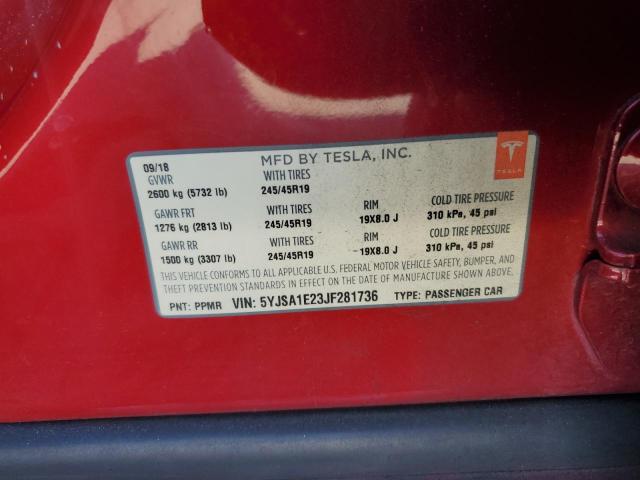 09/18 MFD BY TESLA, INC.
GVWR WITH TIRES
2600 kg (5732 lb) 245/45R19
GAWR FRT WITH TIRES RIM COLD TIRE PRESSURE
1276 kg (2813 lb) 245/45R19 19X8.0 J 310 kPa, 45 psi
GAWR RR WITH TIRES RIM COLD TIRE PRESSURE
1500 kg (3307 lb) 245/45R19 19X8.0 J 310 kPa, 45 psi
THIS VEHICLE CONFORMS TO ALL APPLICABLE U.S. FEDERAL MOTOR VEHICLE SAFETY, BUMPER, AND
THEFT PREVENTION STANDARDS IN EFFECT ON THE DATE OF MANUFACTURE SHOWN ABOVE.
PNT: PPMR VIN: 5YJSA1E23JF281736 TYPE: PASSENGER CAR
TESLA